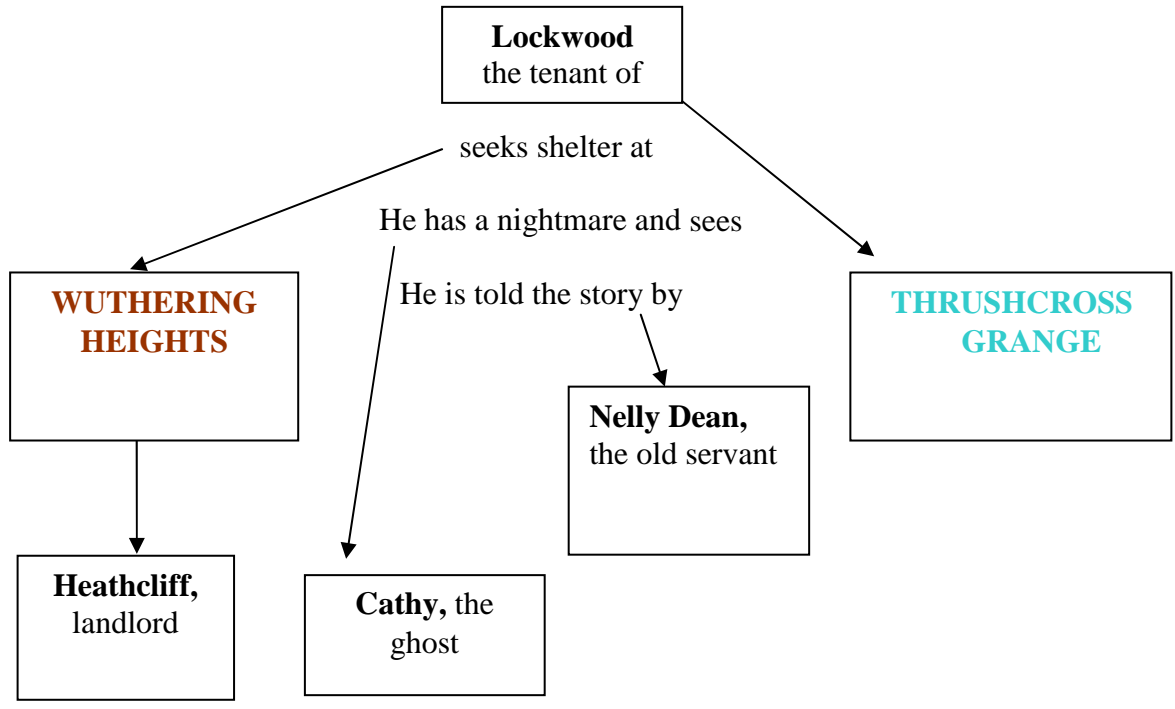 Lockwood
the tenant of
seeks shelter at
He has a nightmare and sees
He is told the story by
WUTHERING
HEIGHTS
THRUSHCROSS
GRANGE
Nelly Dean,
the old servant
Heathcliff,
landlord
Cathy, the
ghost